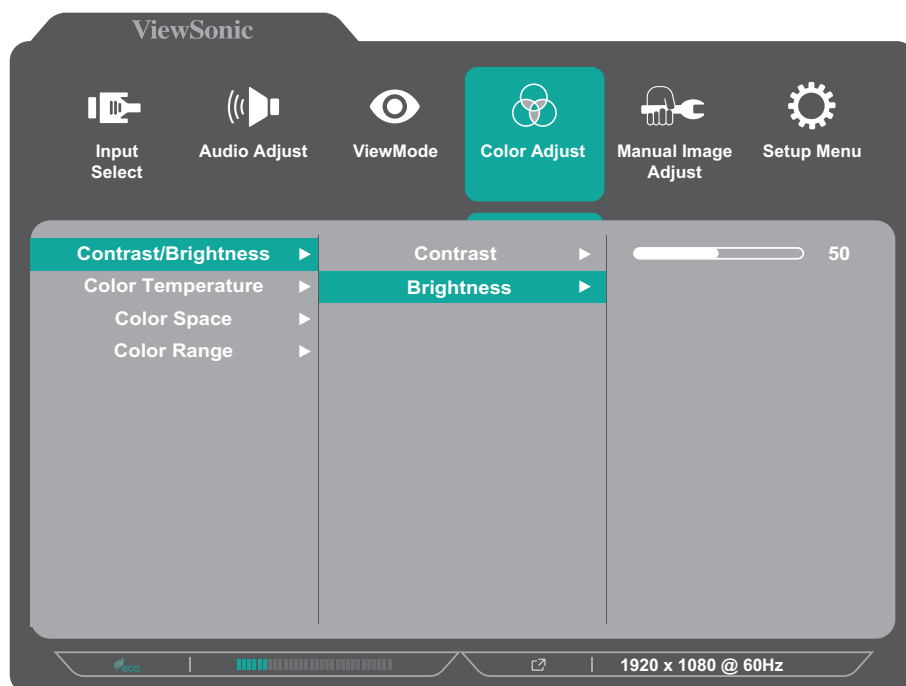 ViewSonic
Input
Select
Audio Adjust
ViewMode
Color Adjust
Manual Image
Adjust
Setup Menu
Contrast/Brightness
Color Temperature
Color Space
Color Range
Contrast
Brightness
50
eco
1920 x 1080 @ 60Hz